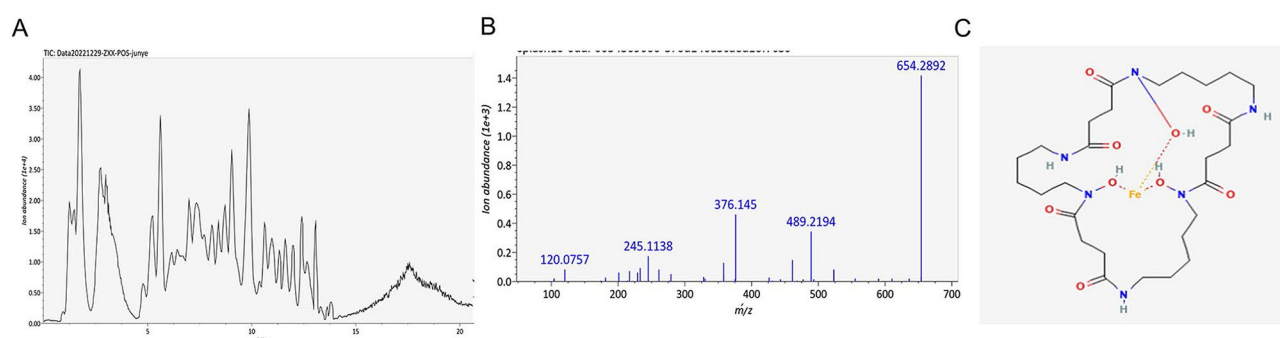 A
B
C
TIC: Data20221229-ZXX-POS-junye
Ion abundance (1e+4)
4.00
3.50
3.00
2.50
2.00
1.50
1.00
0.50
0.00
5
10
15
20
Ion abundance (1e+3)
1.4
1.2
1.0
0.8
0.6
0.4
0.2
0.0
654.2892
376.145
489.2194
245.1138
120.0757
100
200
300
400
500
600
700
m/z
O
N
O
N
H
O
H
N
H
O
H
H
O
Fe
O
N
N
O
O
O
N
H